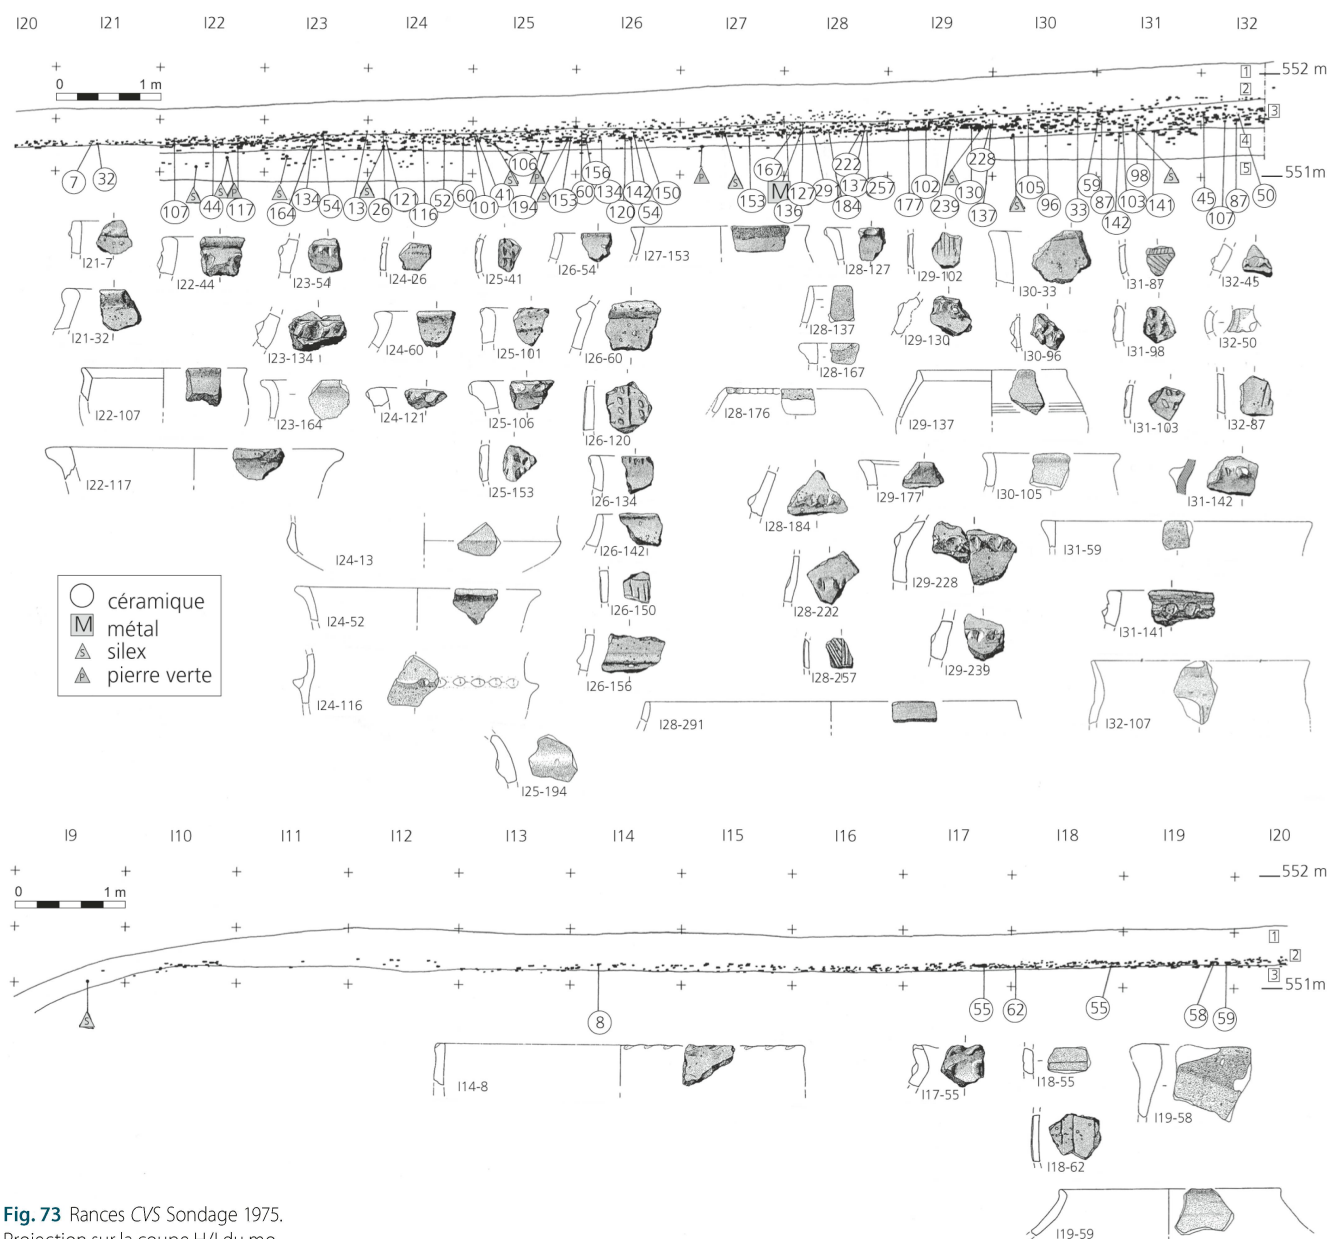 I20 I21 I22 I23 I24 I25 I26 I27 I28 I29 I30 I31 I32
552 m
0 1 m
1
2
3
4
5
551 m
7 32 107 44 117 164 134 54 13 26 121 116 52 60 101 41 106 194 153 60 156 134 120 142 54 150 153 167 M 136 127 291 222 137 184 257 177 102 239 130 228 137 105 96 33 59 87 142 98 103 141 45 107 87 50
S S P S S S P S P S S S S
I21-7 I22-44 I23-54 I24-26 I25-41 I26-54 I27-153 I28-127 I29-102 I30-33 I31-87 I32-45
I21-32 I23-134 I24-60 I25-101 I26-60 I28-137 I29-130 I30-96 I31-98 I32-50
I28-167
I22-107 I23-164 I24-121 I25-106 I26-120 I28-176 I29-137 I31-103 I32-87
I22-117 I25-153 I26-134 I28-184 I29-177 I30-105 I31-142
I24-13 I26-142 I29-228 I31-59
I24-52 I26-150 I28-222 I31-141
I24-116 I26-156 I28-257 I29-239 I32-107
I28-291
I25-194
céramique
M métal
S silex
P pierre verte
I9 I10 I11 I12 I13 I14 I15 I16 I17 I18 I19 I20
552 m
0 1 m
1
2
3
551m
S 8 55 62 55 58 59
I14-8 I17-55 I18-55 I19-58
I18-62
I19-59
Fig. 73 Rances CVS Sondage 1975.
Projection sur la coupe H/I du mo-